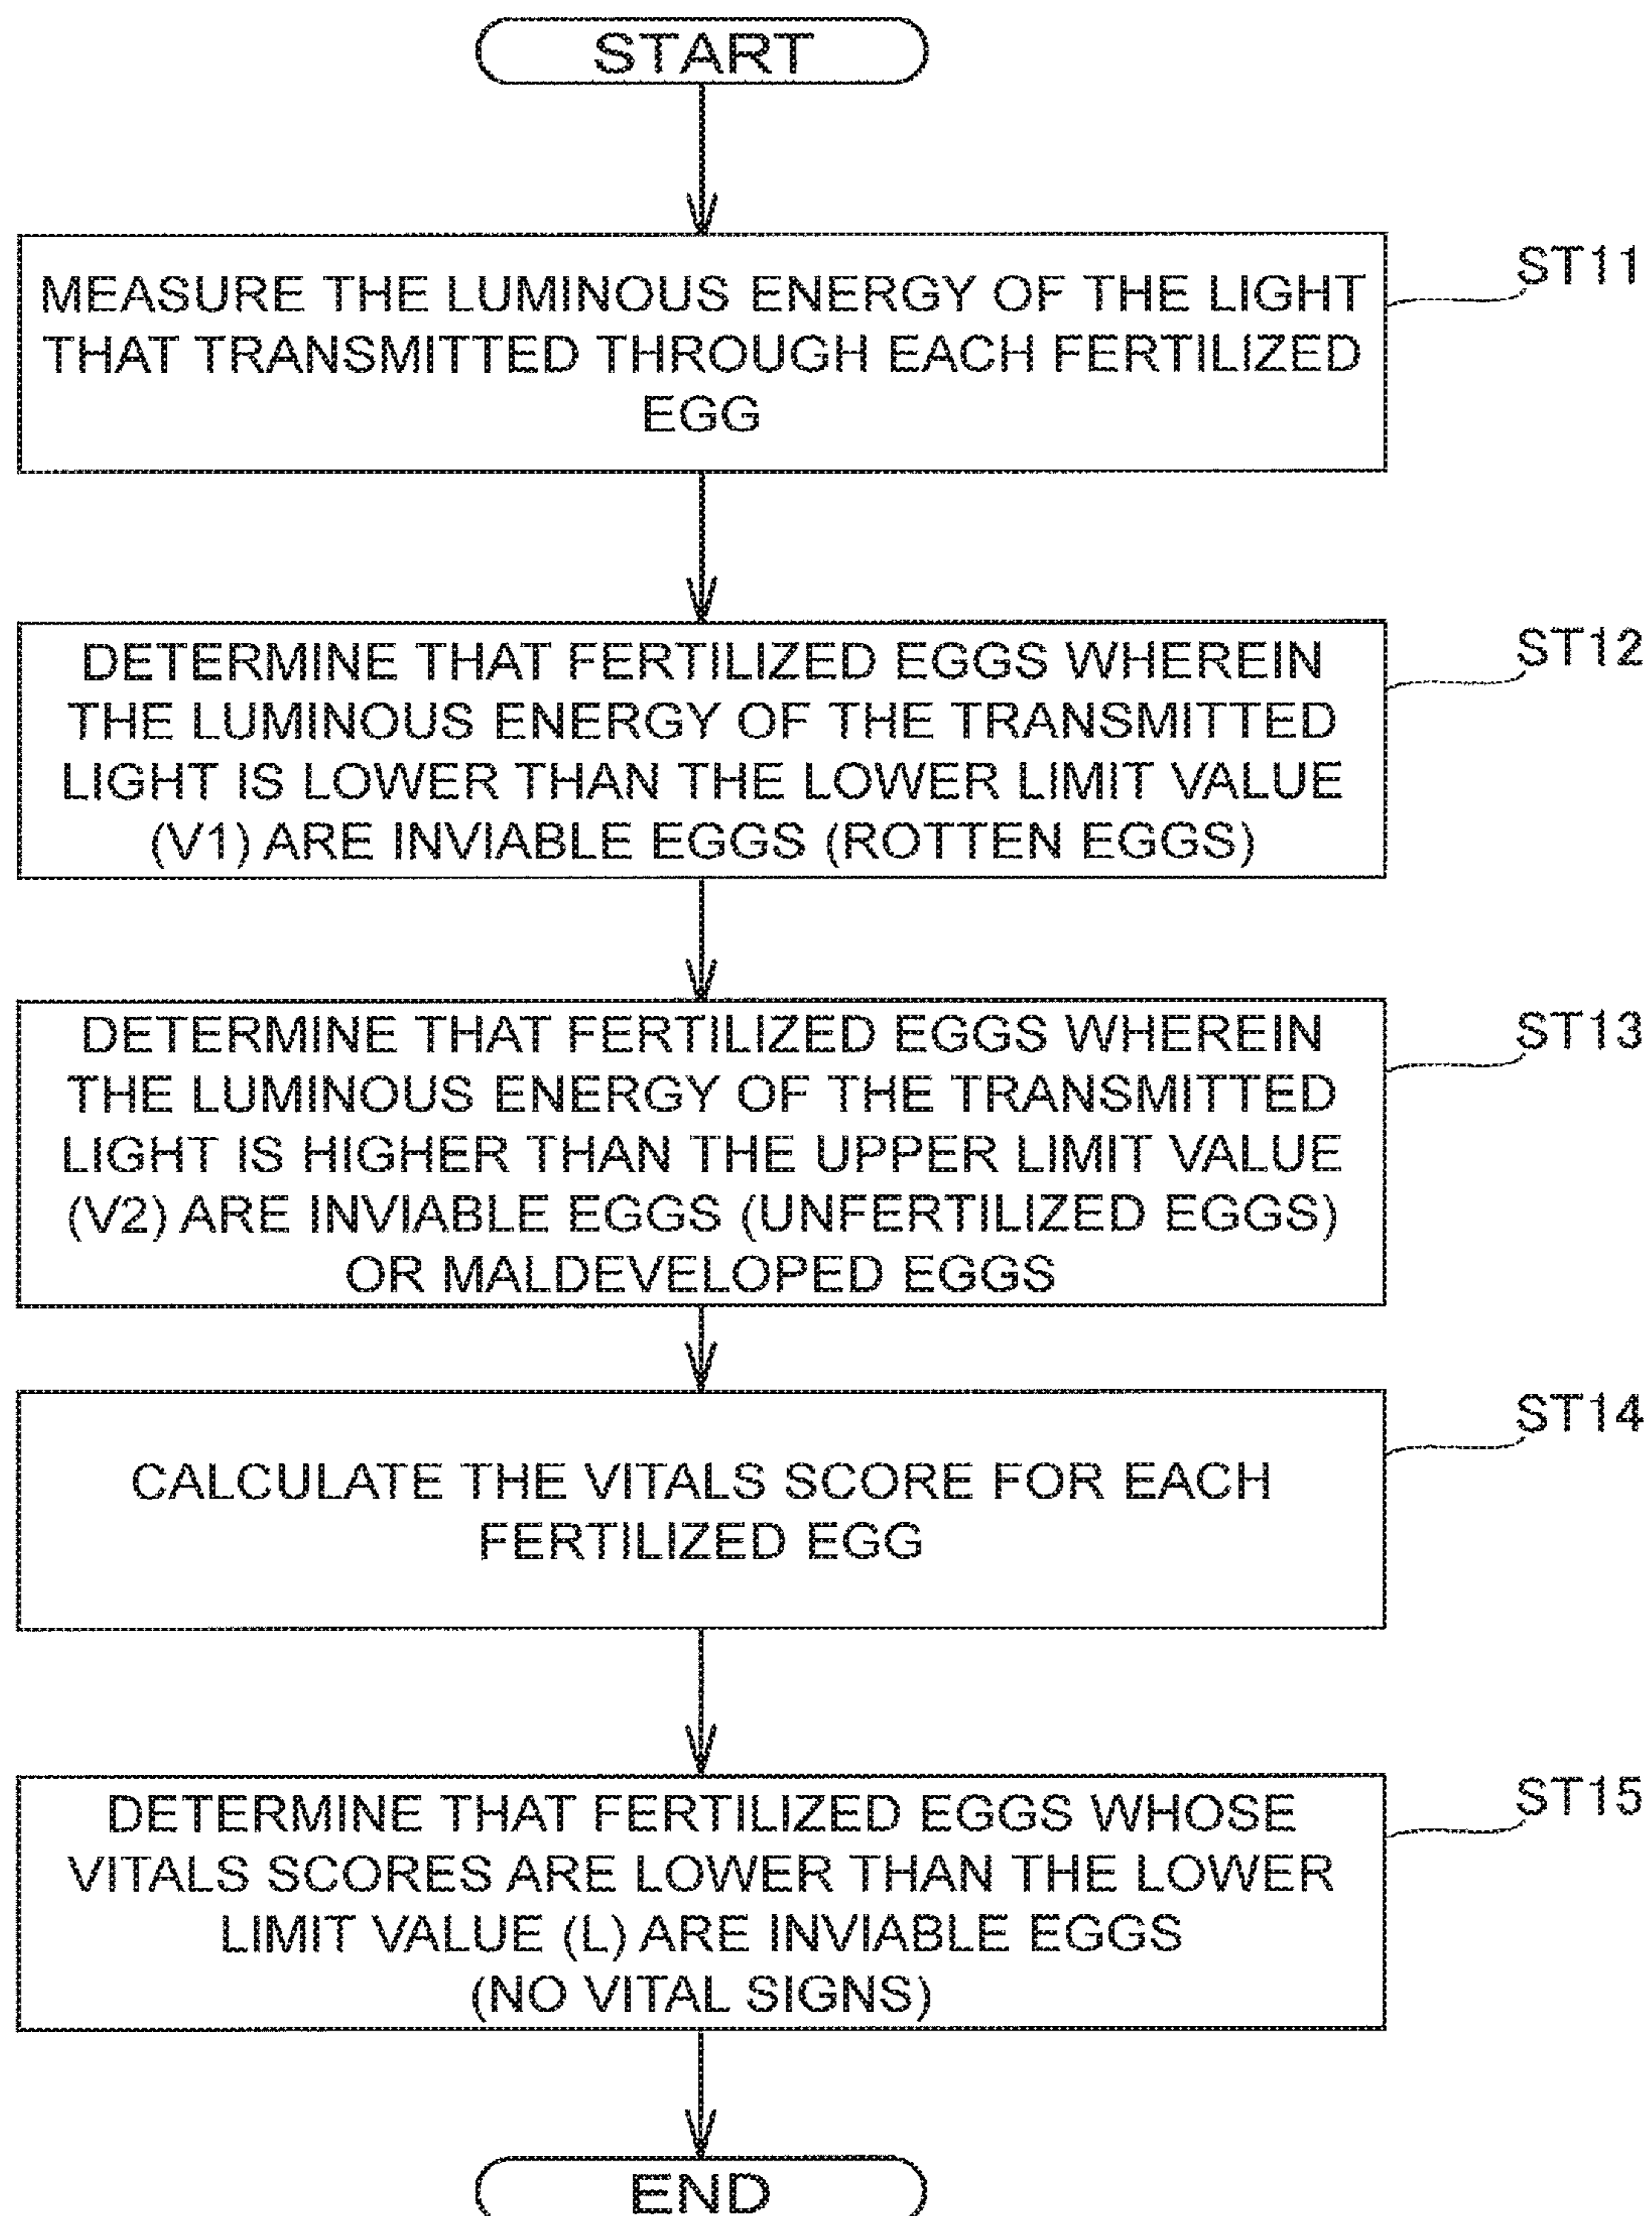 START
MEASURE THE LUMINOUS ENERGY OF THE LIGHT
THAT TRANSMITTED THROUGH EACH FERTILIZED
EGG
ST11
DETERMINE THAT FERTILIZED EGGS WHEREIN
THE LUMINOUS ENERGY OF THE TRANSMITTED
LIGHT IS LOWER THAN THE LOWER LIMIT VALUE
(V1) ARE INVIABLE EGGS (ROTTEN EGGS)
ST12
DETERMINE THAT FERTILIZED EGGS WHEREIN
THE LUMINOUS ENERGY OF THE TRANSMITTED
LIGHT IS HIGHER THAN THE UPPER LIMIT VALUE
(V2) ARE INVIABLE EGGS (UNFERTILIZED EGGS)
OR MALDEVELOPED EGGS
ST13
CALCULATE THE VITALS SCORE FOR EACH
FERTILIZED EGG
ST14
DETERMINE THAT FERTILIZED EGGS WHOSE
VITALS SCORES ARE LOWER THAN THE LOWER
LIMIT VALUE (L) ARE INVIABLE EGGS
(NO VITAL SIGNS)
ST15
END